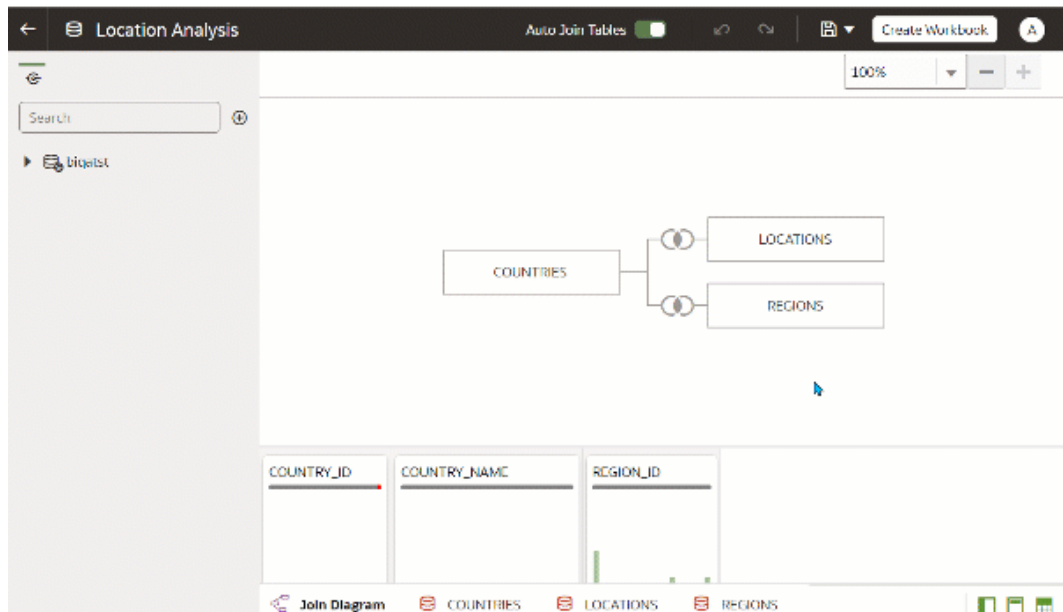 Location Analysis
Auto Join Tables
Create Workbook
A
100%
Search
biqatst
LOCATIONS
COUNTRIES
REGIONS
COUNTRY_ID
COUNTRY_NAME
REGION_ID
Join Diagram
COUNTRIES
LOCATIONS
REGIONS